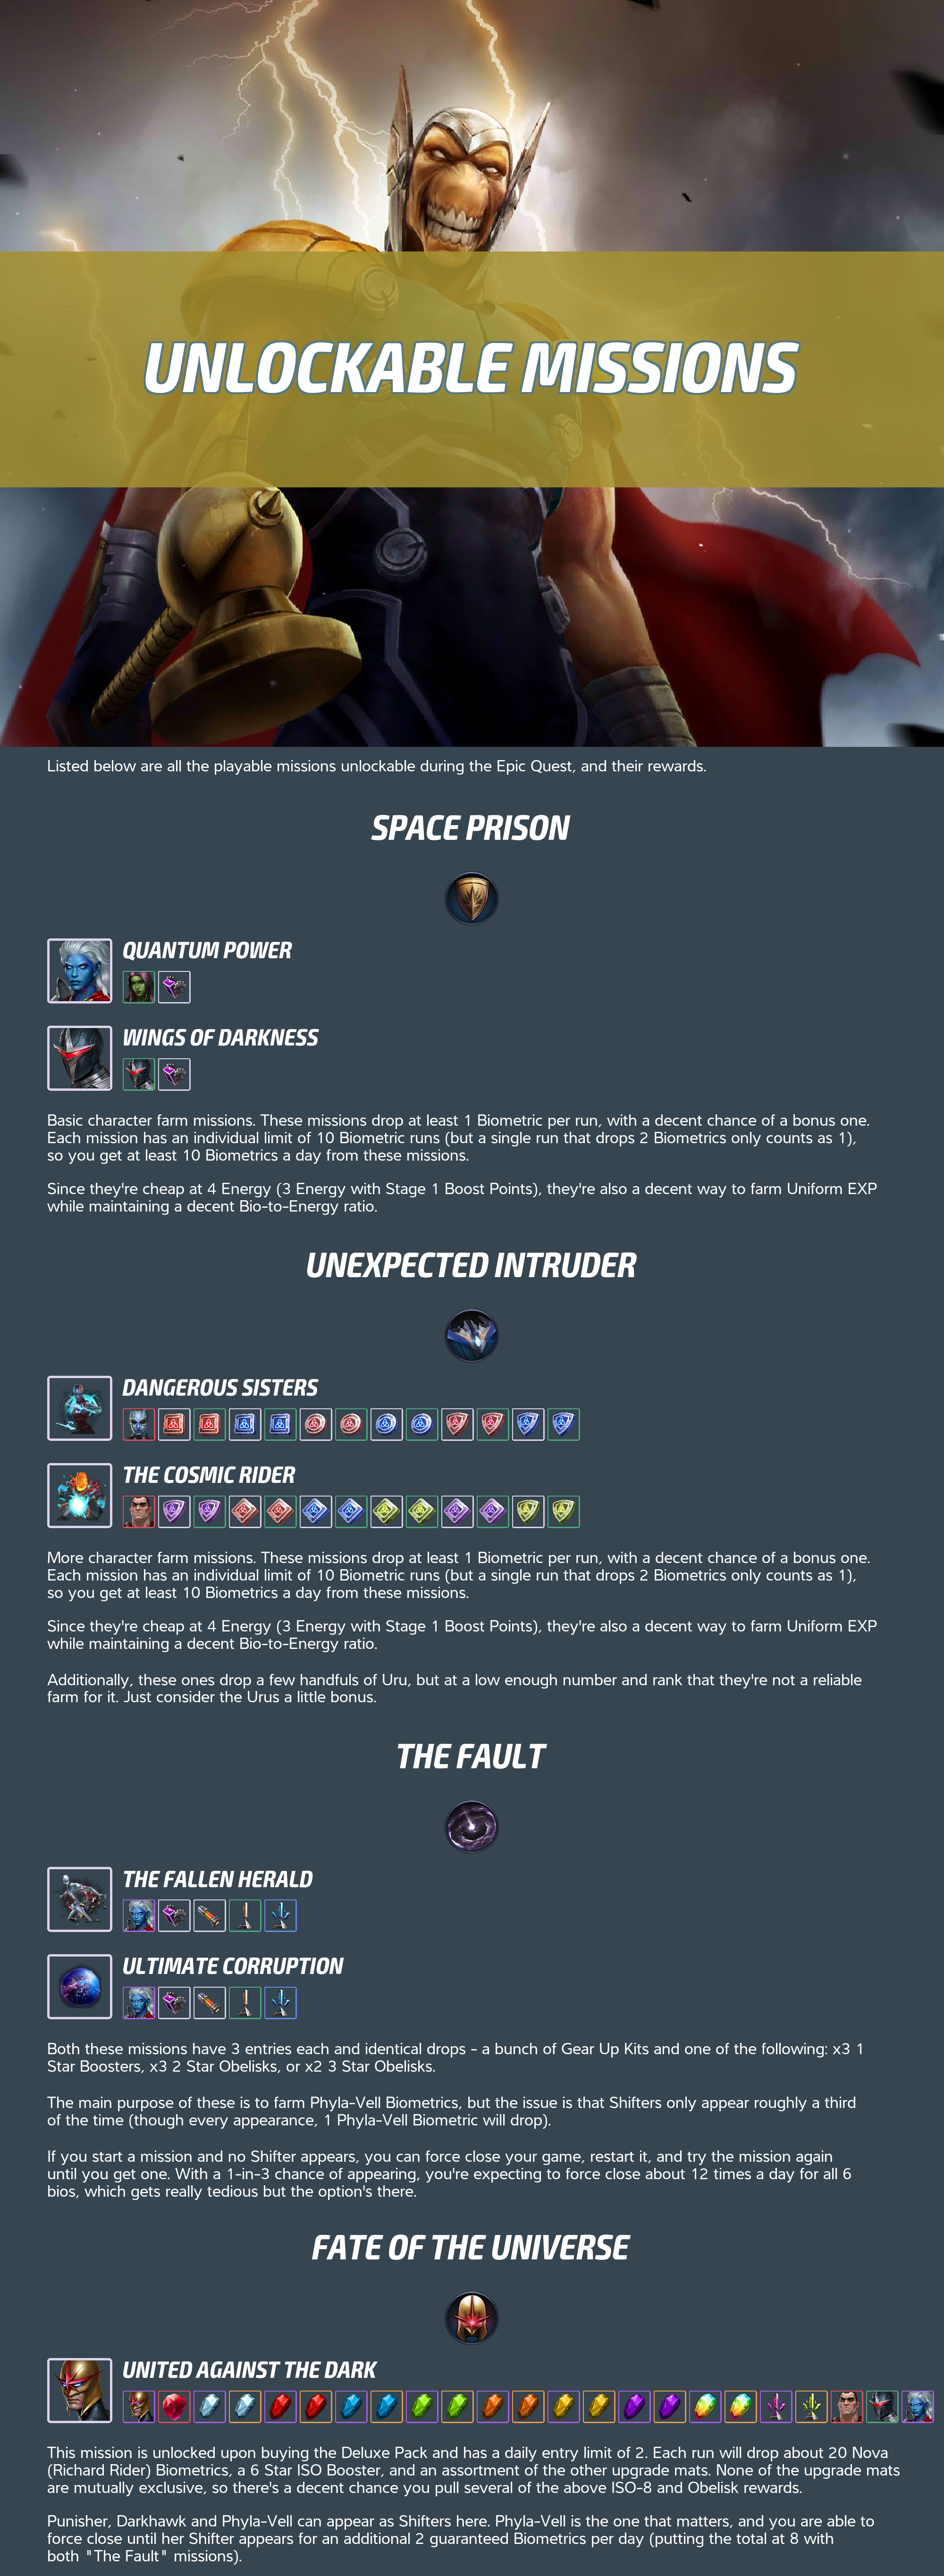 UNLOCKABLE MISSIONS
Listed below are all the playable missions unlockable during the Epic Quest, and their rewards.
SPACE PRISON
QUANTUM POWER
WINGS OF DARKNESS
Basic character farm missions. These missions drop at least 1 Biometric per run, with a decent chance of a bonus one.
Each mission has an individual limit of 10 Biometric runs (but a single run that drops 2 Biometrics only counts as 1),
so you get at least 10 Biometrics a day from these missions.
Since they're cheap at 4 Energy (3 Energy with Stage 1 Boost Points), they're also a decent way to farm Uniform EXP
while maintaining a decent Bio-to-Energy ratio.
UNEXPECTED INTRUDER
DANGEROUS SISTERS
THE COSMIC RIDER
More character farm missions. These missions drop at least 1 Biometric per run, with a decent chance of a bonus one.
Each mission has an individual limit of 10 Biometric runs (but a single run that drops 2 Biometrics only counts as 1),
so you get at least 10 Biometrics a day from these missions.
Since they're cheap at 4 Energy (3 Energy with Stage 1 Boost Points), they're also a decent way to farm Uniform EXP
while maintaining a decent Bio-to-Energy ratio.
Additionally, these ones drop a few handfuls of Uru, but at a low enough number and rank that they're not a reliable
farm for it. Just consider the Urus a little bonus.
THE FAULT
THE FALLEN HERALD
ULTIMATE CORRUPTION
Both these missions have 3 entries each and identical drops - a bunch of Gear Up Kits and one of the following: x3 1
Star Boosters, x3 2 Star Obelisks, or x2 3 Star Obelisks.
The main purpose of these is to farm Phyla-Vell Biometrics, but the issue is that Shifters only appear roughly a third
of the time (though every appearance, 1 Phyla-Vell Biometric will drop).
If you start a mission and no Shifter appears, you can force close your game, restart it, and try the mission again
until you get one. With a 1-in-3 chance of appearing, you're expecting to force close about 12 times a day for all 6
bios, which gets really tedious but the option's there.
FATE OF THE UNIVERSE
UNITED AGAINST THE DARK
This mission is unlocked upon buying the Deluxe Pack and has a daily entry limit of 2. Each run will drop about 20 Nova
(Richard Rider) Biometrics, a 6 Star ISO Booster, and an assortment of the other upgrade mats. None of the upgrade mats
are mutually exclusive, so there's a decent chance you pull several of the above ISO-8 and Obelisk rewards.
Punisher, Darkhawk and Phyla-Vell can appear as Shifters here. Phyla-Vell is the one that matters, and you are able to
force close until her Shifter appears for an additional 2 guaranteed Biometrics per day (putting the total at 8 with
both "The Fault" missions).